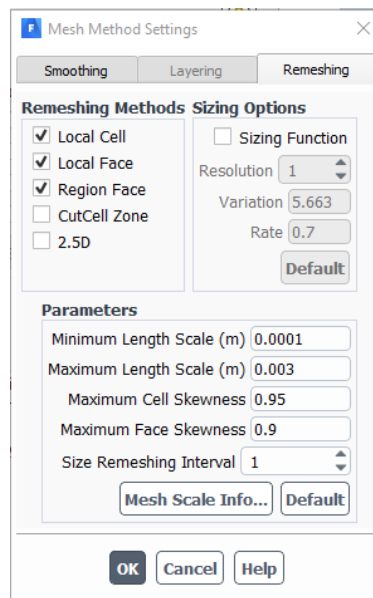 F Mesh Method Settings
Smoothing Layering Remeshing
Remeshing Methods Sizing Options
Local Cell
Local Face
Region Face
CutCell Zone
2.5D
Sizing Function
Resolution 1
Variation 5.663
Rate 0.7
Default
Parameters
Minimum Length Scale (m) 0.0001
Maximum Length Scale (m) 0.003
Maximum Cell Skewness 0.95
Maximum Face Skewness 0.9
Size Remeshing Interval 1
Mesh Scale Info... Default
OK Cancel Help